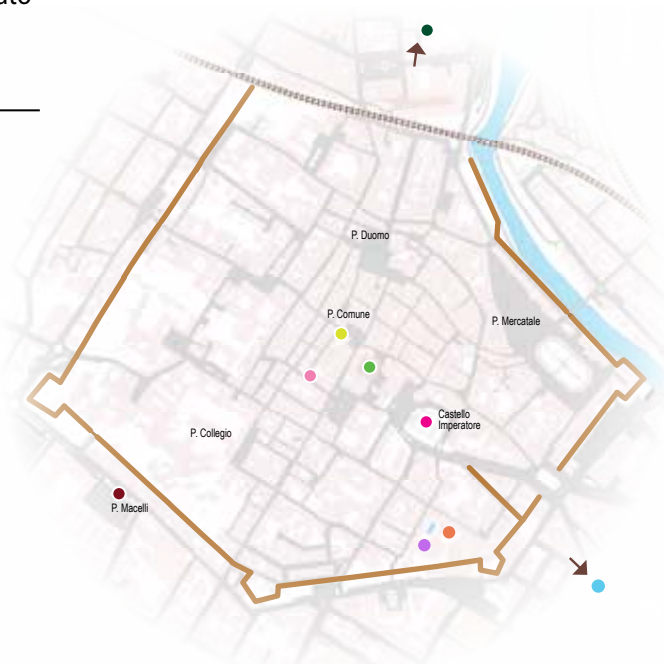 P. Duomo
P. Comune
P. Mercatale
Castello
Imperatore
P. Collegio
P. Macelli